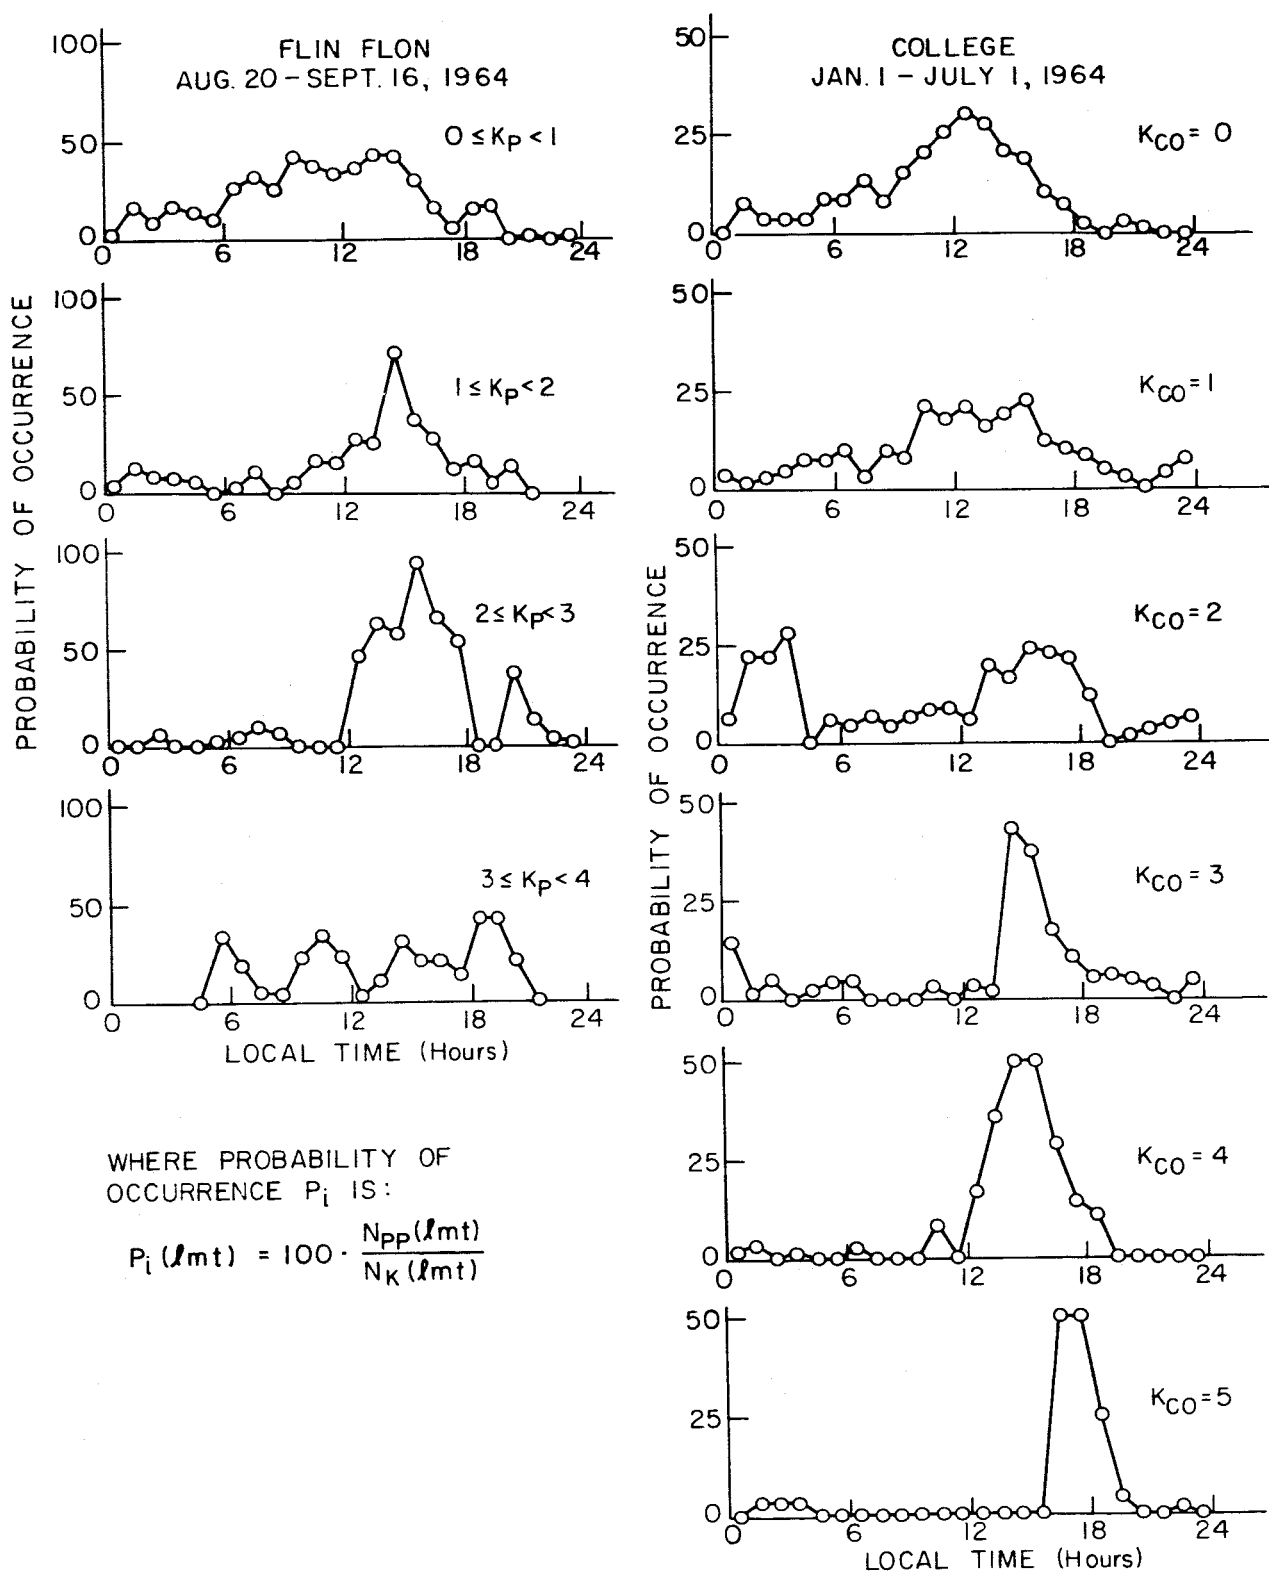 FLIN FLON
AUG. 20 – SEPT. 16, 1964
PROBABILITY OF OCCURRENCE
100
50
0
0 ≤ KP < 1
0 6 12 18 24
100
50
0
1 ≤ KP < 2
0 6 12 18 24
100
50
0
2 ≤ KP < 3
0 6 12 18 24
100
50
0
3 ≤ KP < 4
0 6 12 18 24
LOCAL TIME (Hours)
WHERE PROBABILITY OF
OCCURRENCE Pi IS:
Pi (ℓmt) = 100 · NPP(ℓmt) / NK(ℓmt)
COLLEGE
JAN. 1 – JULY 1, 1964
PROBABILITY OF OCCURRENCE
50
25
0
KCO = 0
0 6 12 18 24
50
25
0
KCO = 1
0 6 12 18 24
50
25
0
KCO = 2
0 6 12 18 24
50
25
0
KCO = 3
0 6 12 18 24
50
25
0
KCO = 4
0 6 12 18 24
50
25
0
KCO = 5
0 6 12 18 24
LOCAL TIME (Hours)